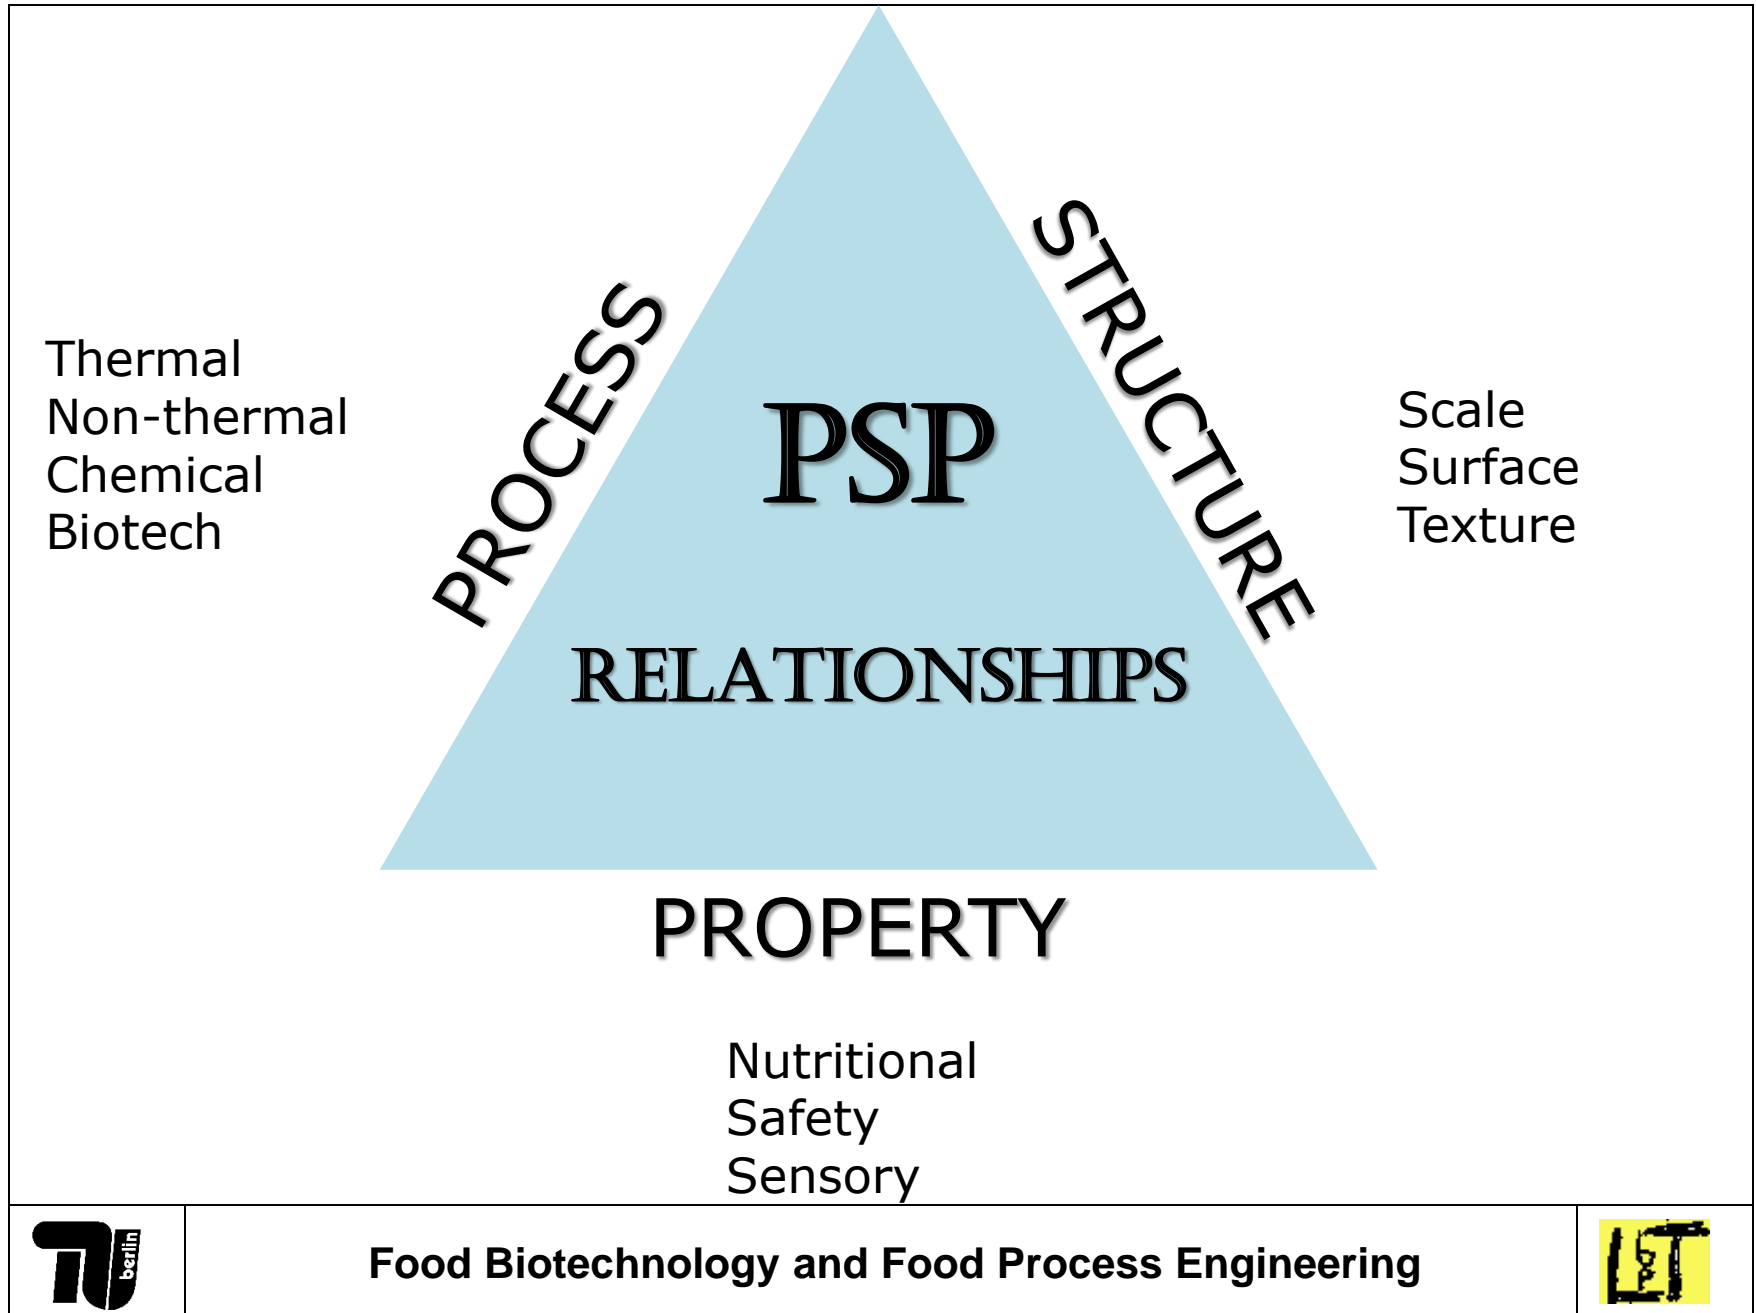 STRUCTURE
PROCESS
Thermal
Non-thermal
Chemical
Biotech
PSP
RELATIONSHIPS
Scale
Surface
Texture
PROPERTY
Nutritional
Safety
Sensory
berlin
Food Biotechnology and Food Process Engineering